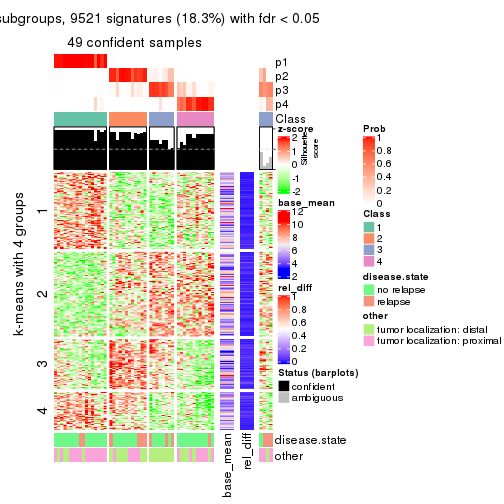 subgroups, 9521 signatures (18.3%) with fdr < 0.05
49 confident samples
p1
p2
p3
p4
Class
Silhouette score
k-means with 4 groups
1
2
3
4
base_mean
rel_diff
disease.state
other
z-score
2
1
0
-1
-2
base_mean
12
10
8
6
4
2
rel_diff
1
0.8
0.6
0.4
0.2
0
Status (barplots)
confident
ambiguous
Prob
1
0.8
0.6
0.4
0.2
0
Class
1
2
3
4
disease.state
no relapse
relapse
other
tumor localization: distal
tumor localization: proximal